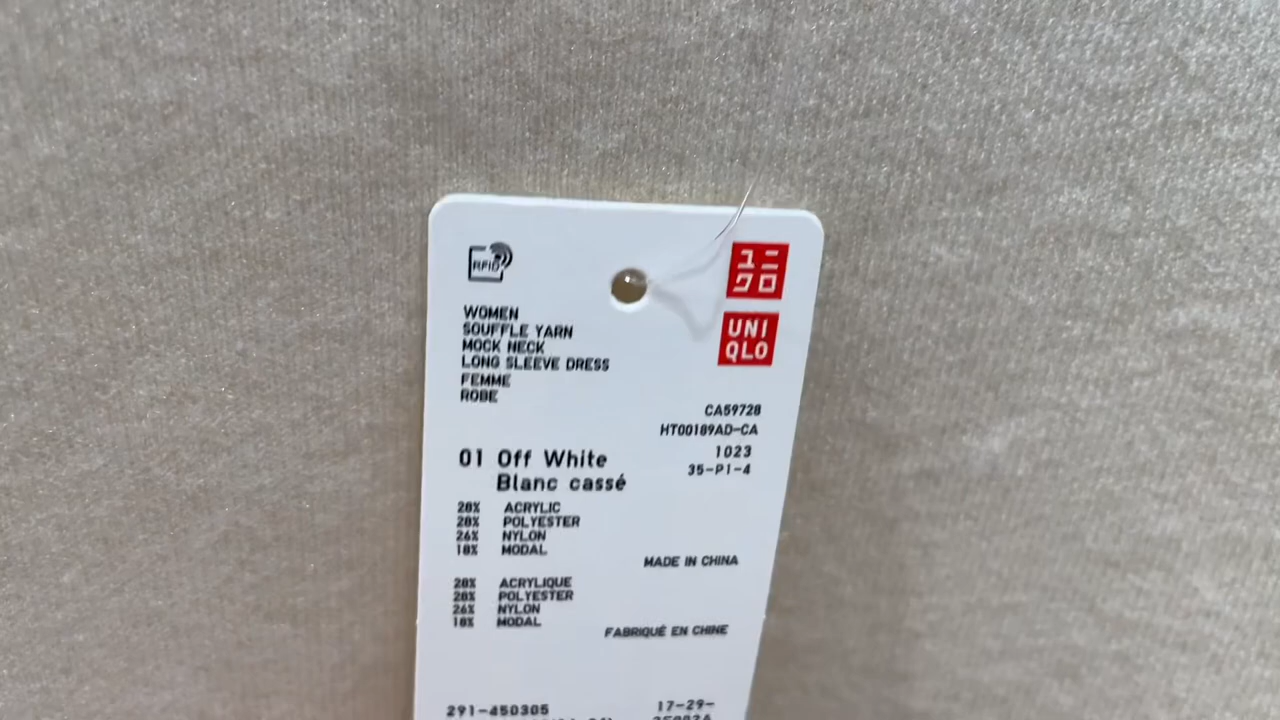 RFID
ユニ
クロ
UNI
QLO
WOMEN
SOUFFLE YARN
MOCK NECK
LONG SLEEVE DRESS
FEMME
ROBE
CA59728
HT00189AD-CA
1023
35-P1-4
01 Off White
Blanc cassé
28% ACRYLIC
28% POLYESTER
26% NYLON
18% MODAL
MADE IN CHINA
28% ACRYLIQUE
28% POLYESTER
26% NYLON
18% MODAL
FABRIQUÉ EN CHINE
291-450305
17-29-